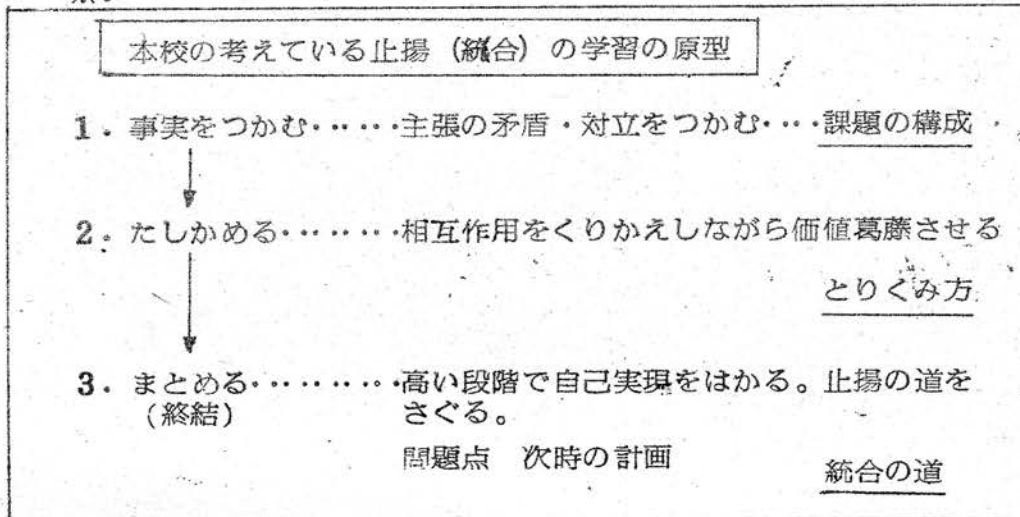 本校の考えている止揚（統合）の学習の原型
1．事実をつかむ‥‥‥主張の矛盾・対立をつかむ‥‥課題の構成
2．たしかめる‥‥‥‥相互作用をくりかえしながら価値葛藤させる
とりくみ方
3．まとめる‥‥‥‥‥高い段階で自己実現をはかる。止揚の道を
（終結）　さぐる。
問題点　次時の計画
統合の道